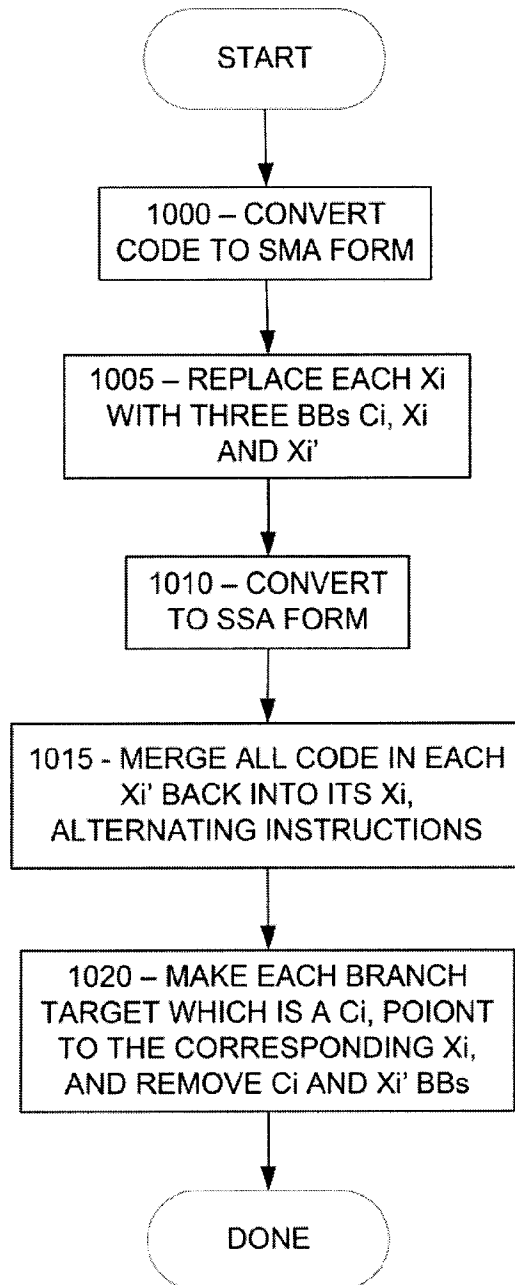 START
1000 – CONVERT
CODE TO SMA FORM
1005 – REPLACE EACH Xi
WITH THREE BBs Ci, Xi
AND Xi'
1010 – CONVERT
TO SSA FORM
1015 - MERGE ALL CODE IN EACH
Xi' BACK INTO ITS Xi,
ALTERNATING INSTRUCTIONS
1020 – MAKE EACH BRANCH
TARGET WHICH IS A Ci, POIONT
TO THE CORRESPONDING Xi,
AND REMOVE Ci AND Xi' BBs
DONE